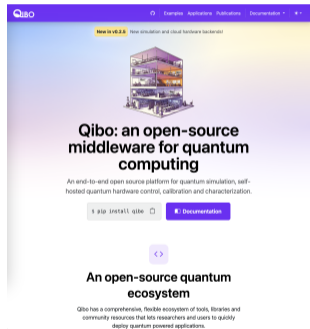 QIBO
Examples Applications Publications Documentation
New in v0.2.8 New simulation and cloud hardware backends!
Qibo: an open-source
middleware for quantum
computing
An end-to-end open source platform for quantum simulation, self-
hosted quantum hardware control, calibration and characterization.
$ pip install qibo Documentation
An open-source quantum
ecosystem
Qibo has a comprehensive, flexible ecosystem of tools, libraries and
community resources that lets researchers and users to quickly
deploy quantum powered applications.